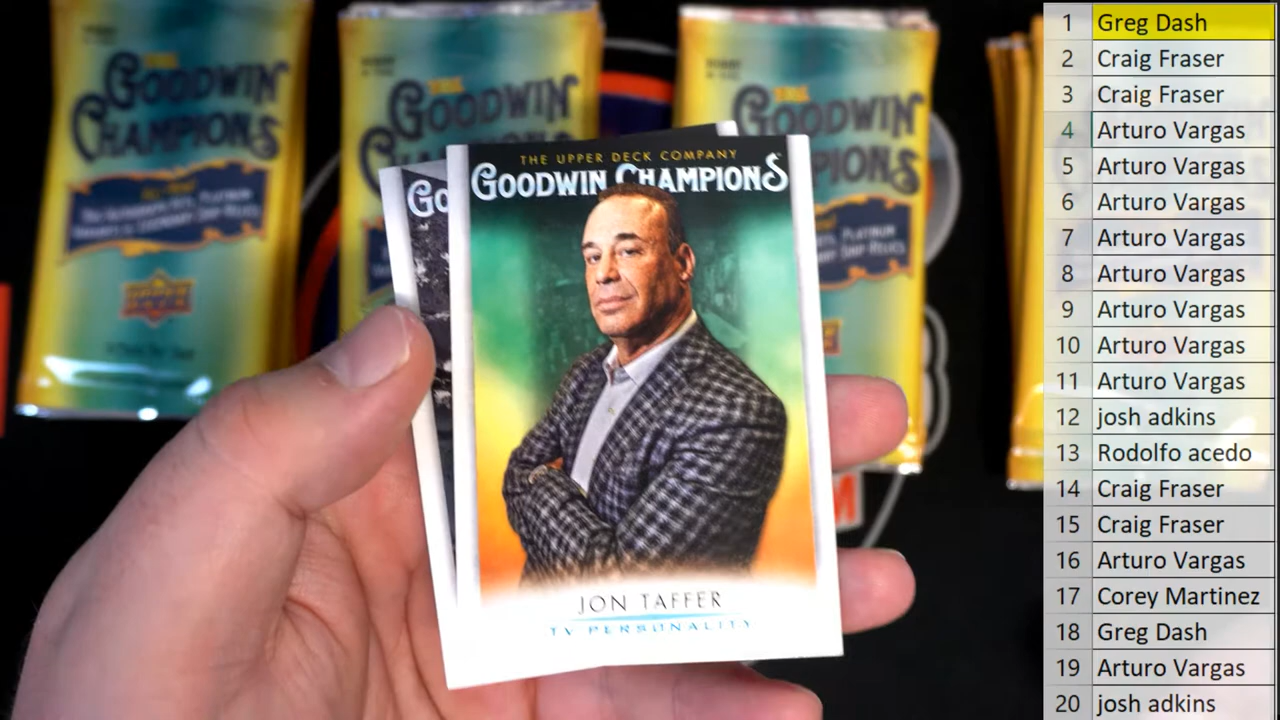 GOODWIN
CHAMPIONS
UPPER
DECK
GOODWIN
GOODWIN
THE UPPER DECK COMPANY
GOODWIN CHAMPIONS
GO
JON TAFFER
TV PERSONALITY
1 Greg Dash
2 Craig Fraser
3 Craig Fraser
4 Arturo Vargas
5 Arturo Vargas
6 Arturo Vargas
7 Arturo Vargas
8 Arturo Vargas
9 Arturo Vargas
10 Arturo Vargas
11 Arturo Vargas
12 josh adkins
13 Rodolfo acedo
14 Craig Fraser
15 Craig Fraser
16 Arturo Vargas
17 Corey Martinez
18 Greg Dash
19 Arturo Vargas
20 josh adkins